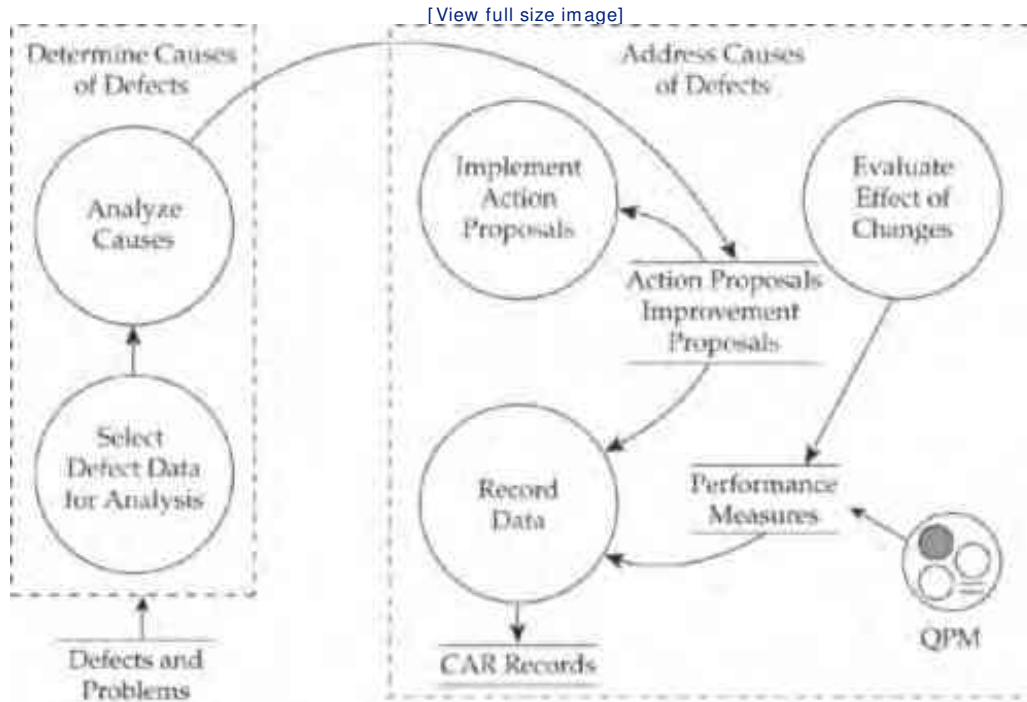 [View full size image]
Determine Causes
of Defects
Analyze
Causes
Select
Defect Data
for Analysis
Defects and
Problems
Address Causes
of Defects
Implement
Action
Proposals
Evaluate
Effect of
Changes
Action Proposals
Improvement
Proposals
Record
Data
Performance
Measures
QPM
CAR Records